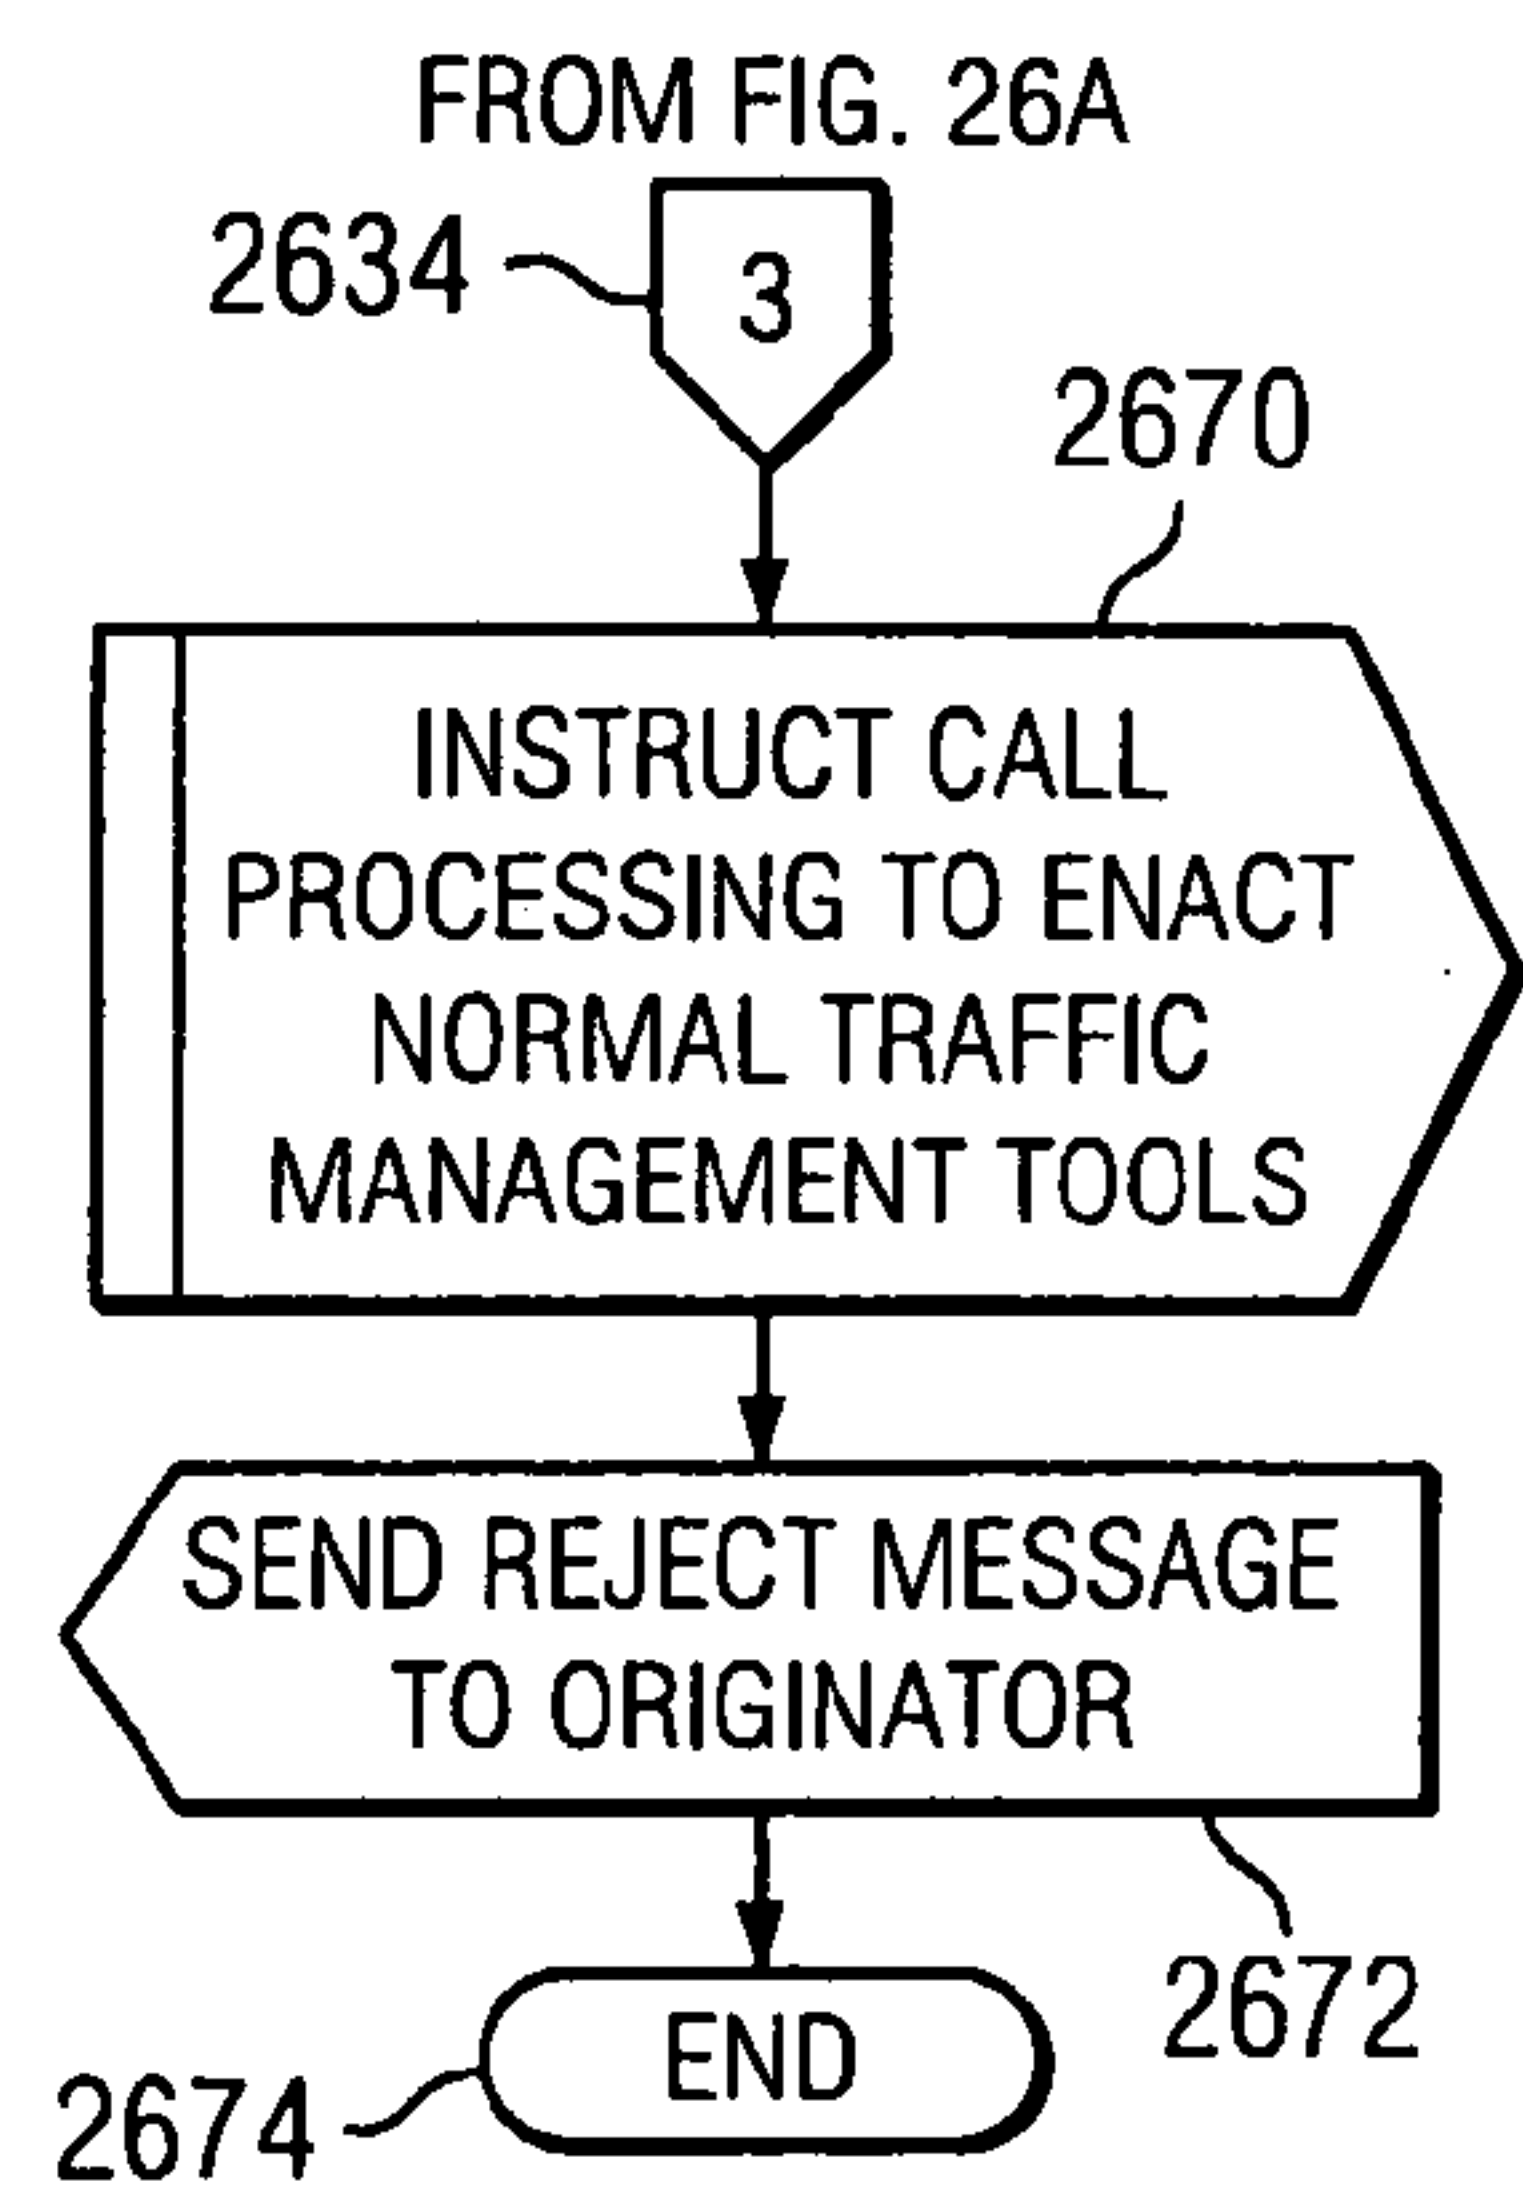 FROM FIG. 26A
2634
3
2670
INSTRUCT CALL
PROCESSING TO ENACT
NORMAL TRAFFIC
MANAGEMENT TOOLS
SEND REJECT MESSAGE
TO ORIGINATOR
2672
END
2674